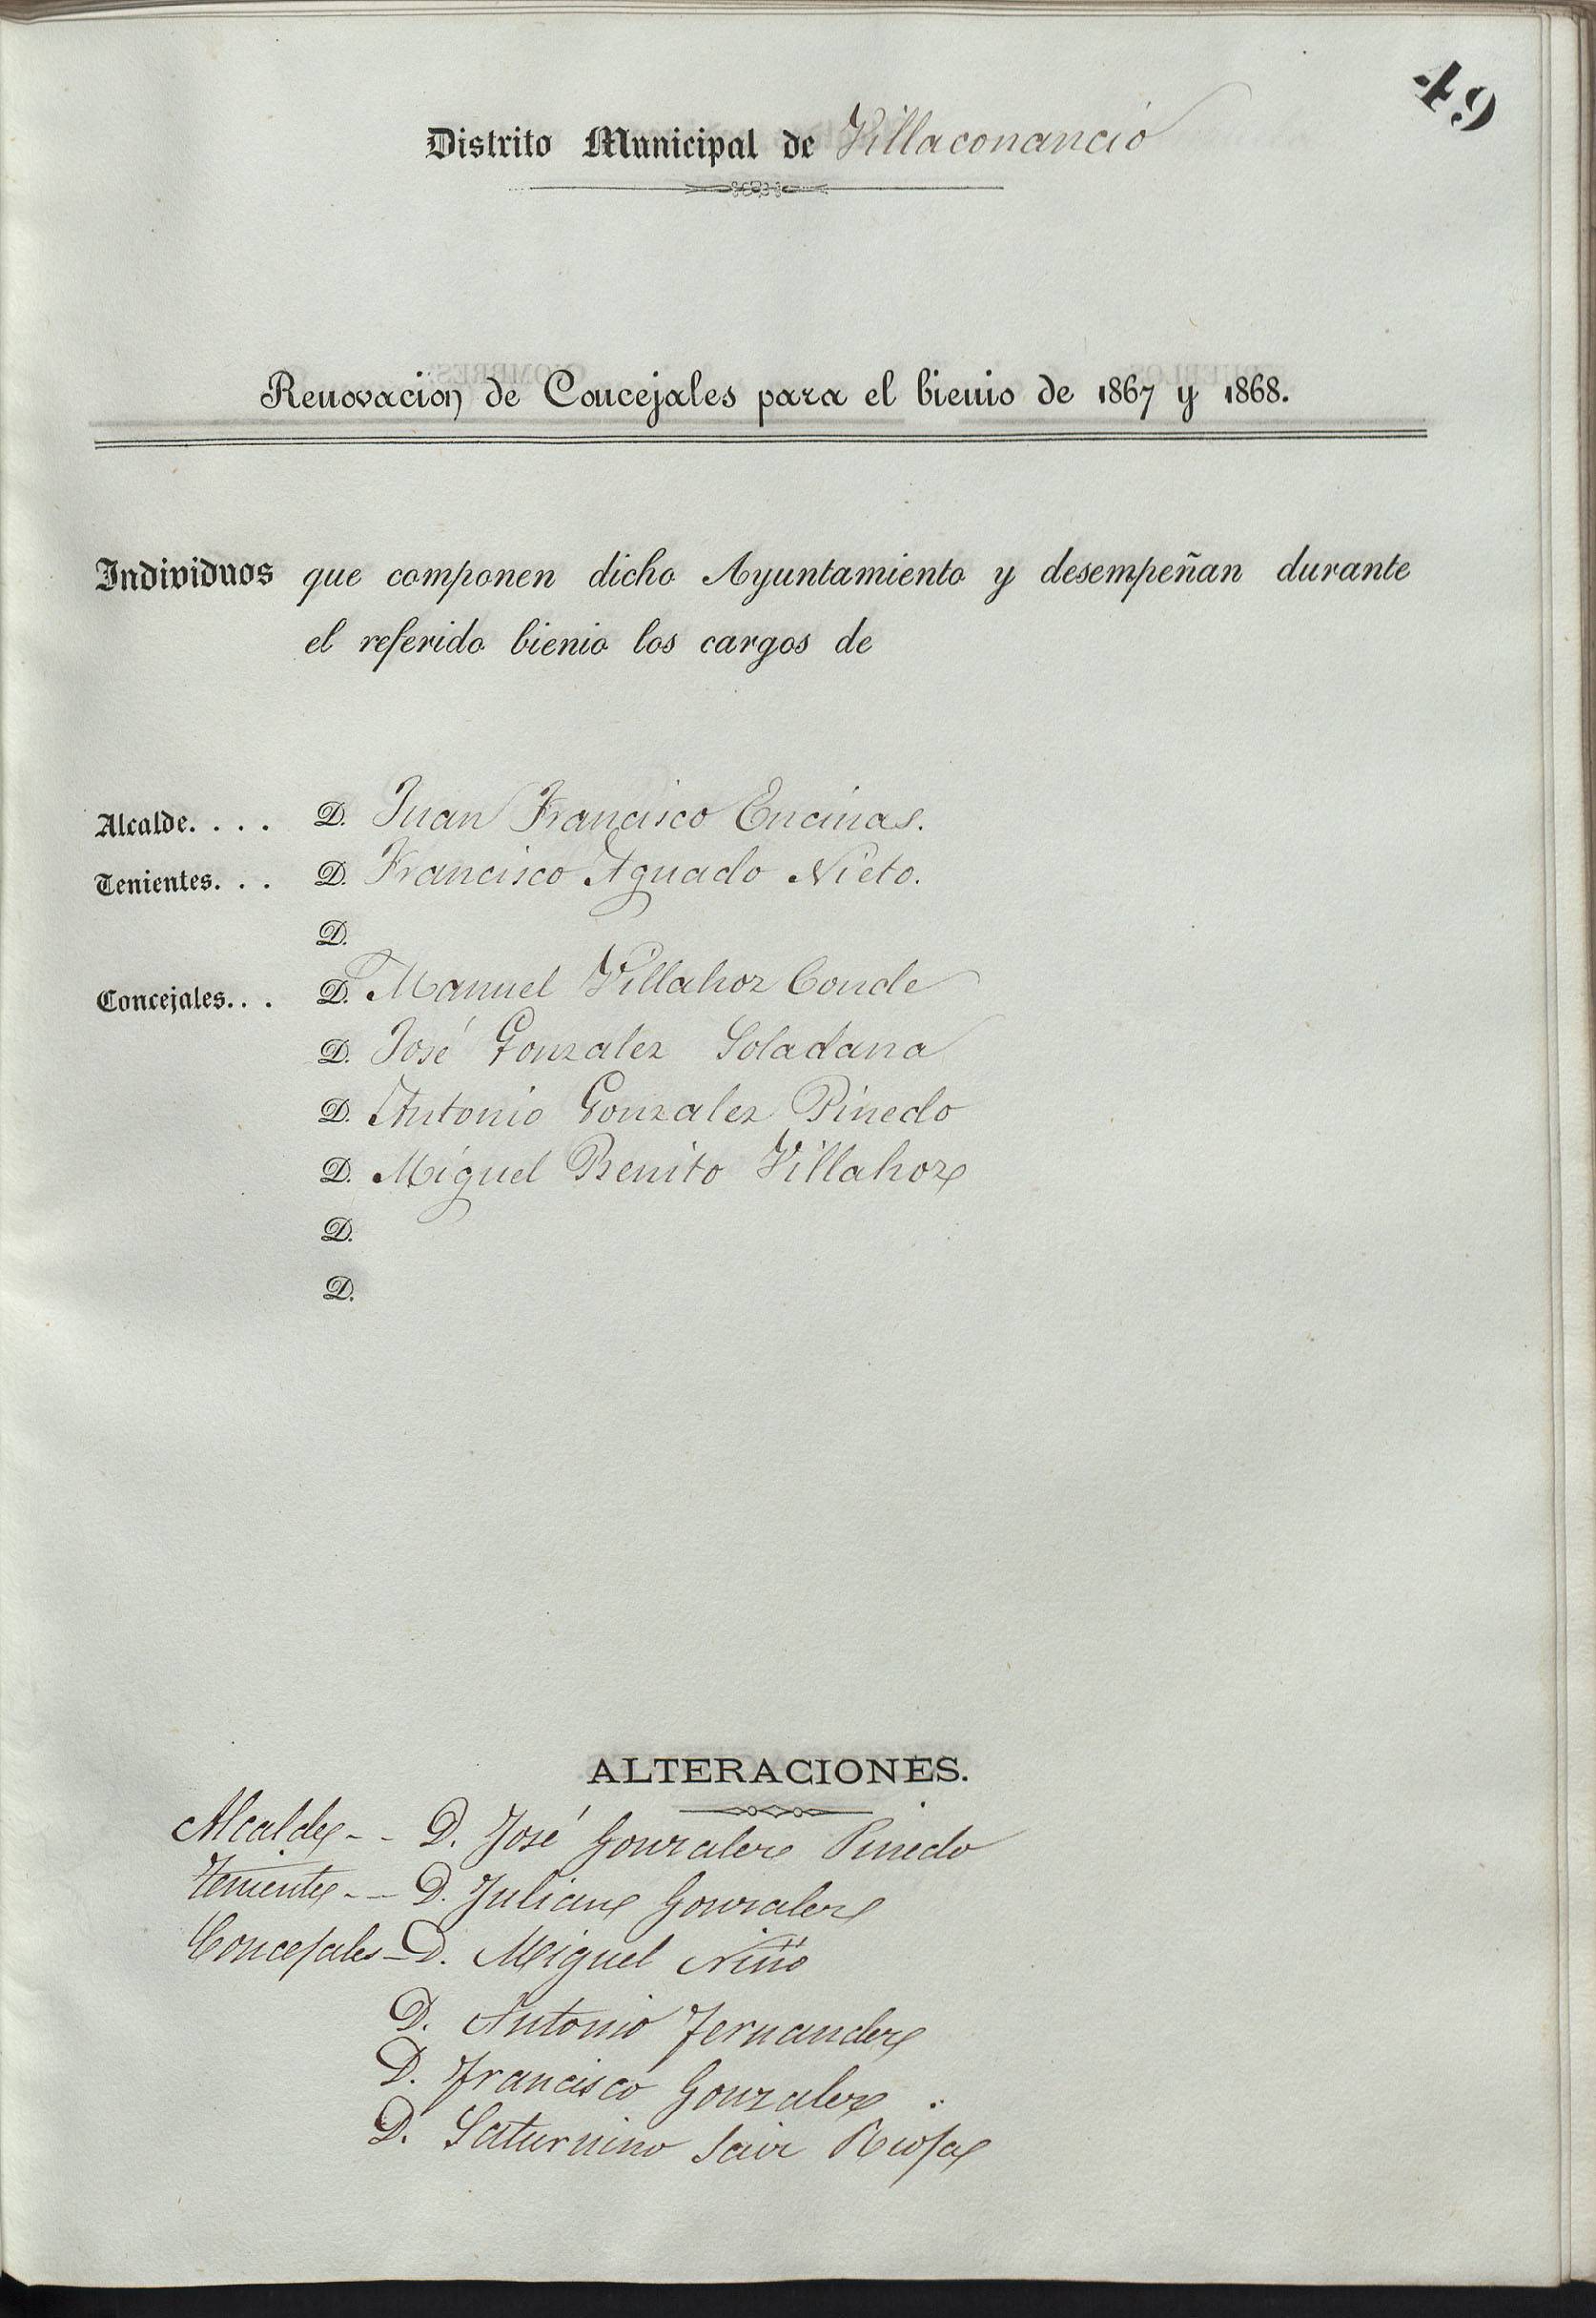 49
Distrito Municipal de Villaconancio
Renovacion de Concejales para el bienio de 1867 y 1868.
Individuos que componen dicho Ayuntamiento y desempeñan durante
el referido bienio los cargos de
Alcalde. . . . D. Juan Francisco Encinas.
Tenientes. . . D. Francisco Aguado Nieto.
D.
Concejales. . . D. Manuel Villahoz Conde
D. José Gonzalez Soladana
D. Antonio Gonzalez Pinedo
D. Miguel Benito Villahoz
D.
D.
ALTERACIONES.
Alcalde - - D. José Gonzalez Pinedo
Teniente - - D. Julian Gonzalez
Concejales - D. Miguel Niño
D. Antonio Fernandez
D. Francisco Gonzalez
D. Saturnino Saiz Rioja